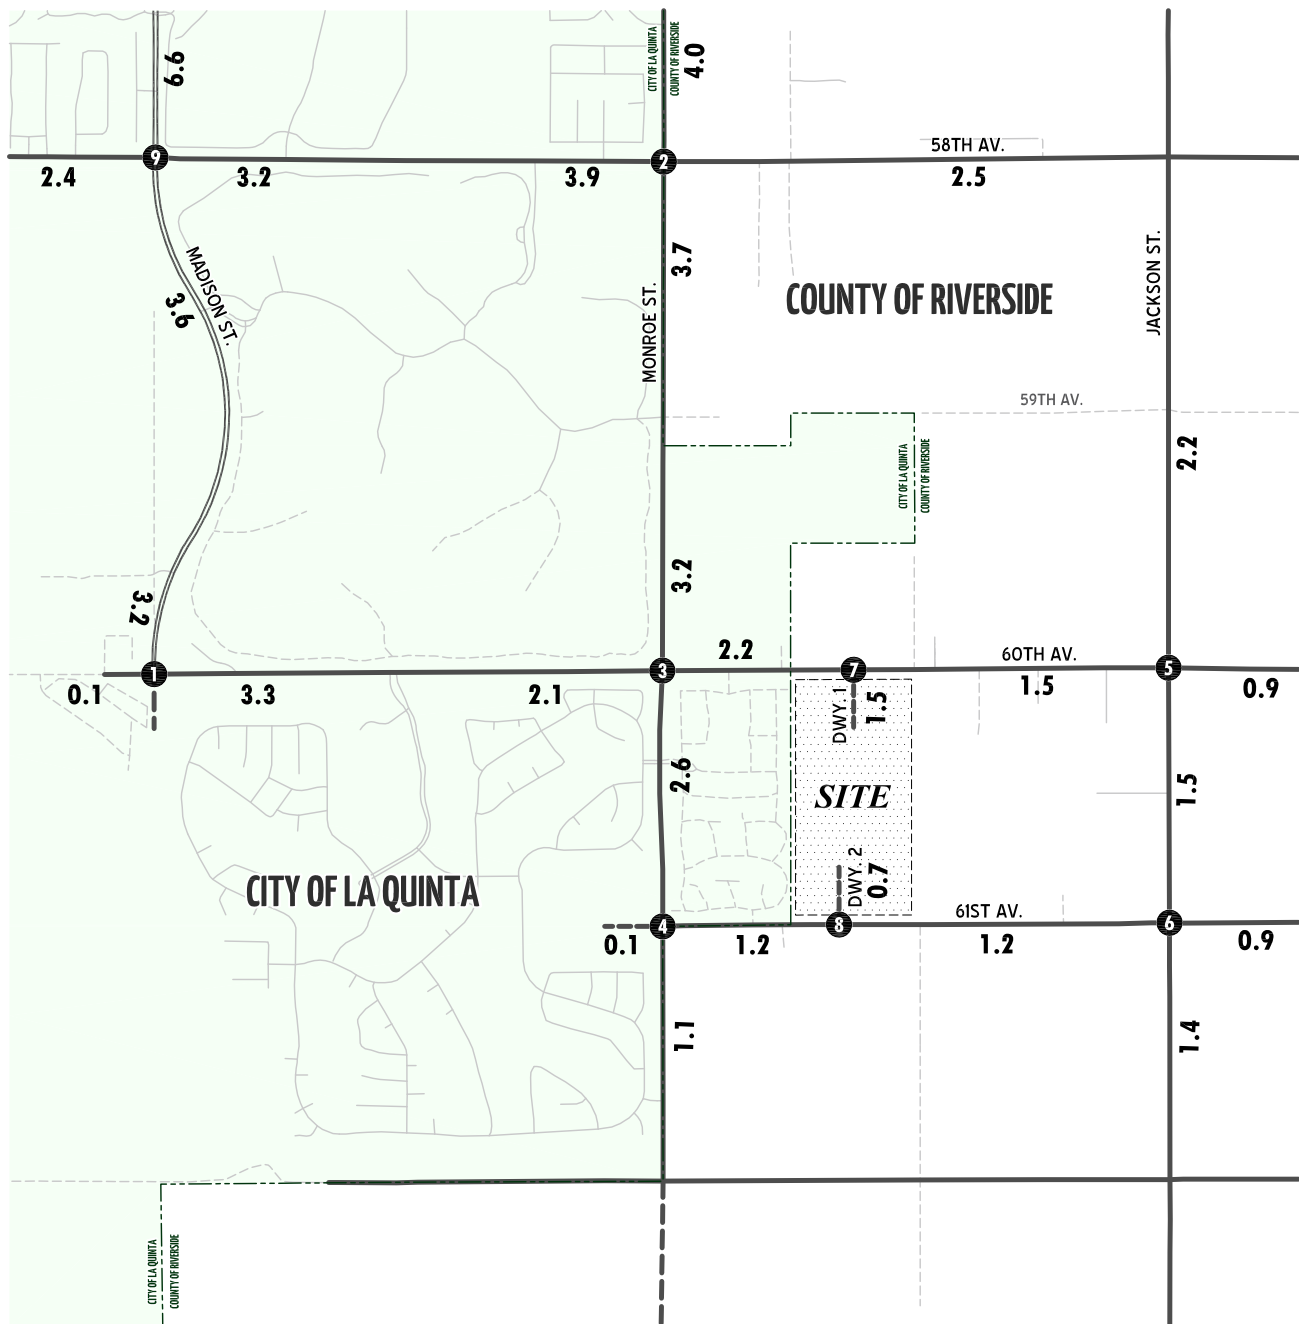 6.6
CITY OF LA QUINTA
COUNTY OF RIVERSIDE
4.0
9
2
58TH AV.
2.4
3.2
3.9
2.5
MADISON ST.
3.6
3.7
MONROE ST.
COUNTY OF RIVERSIDE
JACKSON ST.
59TH AV.
CITY OF LA QUINTA
COUNTY OF RIVERSIDE
2.2
3.2
3.2
2.2
60TH AV.
1
3
7
5
0.1
3.3
2.1
1.5
0.9
DWY. 1
1.5
2.6
SITE
1.5
CITY OF LA QUINTA
DWY. 2
0.7
61ST AV.
4
8
6
0.1
1.2
1.2
0.9
1.1
1.4
CITY OF LA QUINTA
COUNTY OF RIVERSIDE